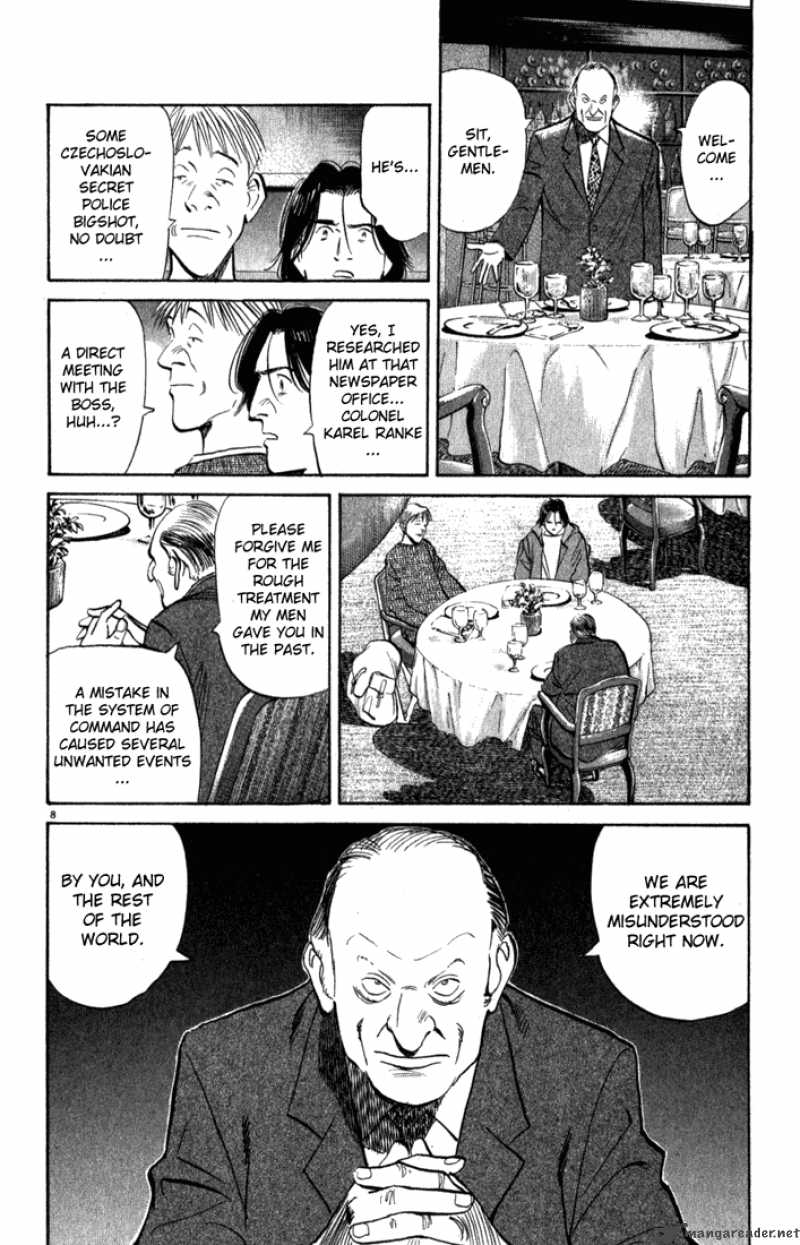 WEL-
COME
...
SIT,
GENTLE-
MEN.
HE'S...
SOME
CZECHOSLO-
VAKIAN
SECRET
POLICE
BIGSHOT,
NO DOUBT
...
YES, I
RESEARCHED
HIM AT THAT
NEWSPAPER
OFFICE...
COLONEL
KAREL RANKE
...
A DIRECT
MEETING
WITH THE
BOSS,
HUH...?
PLEASE
FORGIVE ME
FOR THE
ROUGH
TREATMENT
MY MEN
GAVE YOU IN
THE PAST.
A MISTAKE IN
THE SYSTEM OF
COMMAND HAS
CAUSED SEVERAL
UNWANTED EVENTS
...
8
WE ARE
EXTREMELY
MISUNDERSTOOD
RIGHT NOW.
BY YOU, AND
THE REST
OF THE
WORLD.
mangareader.net